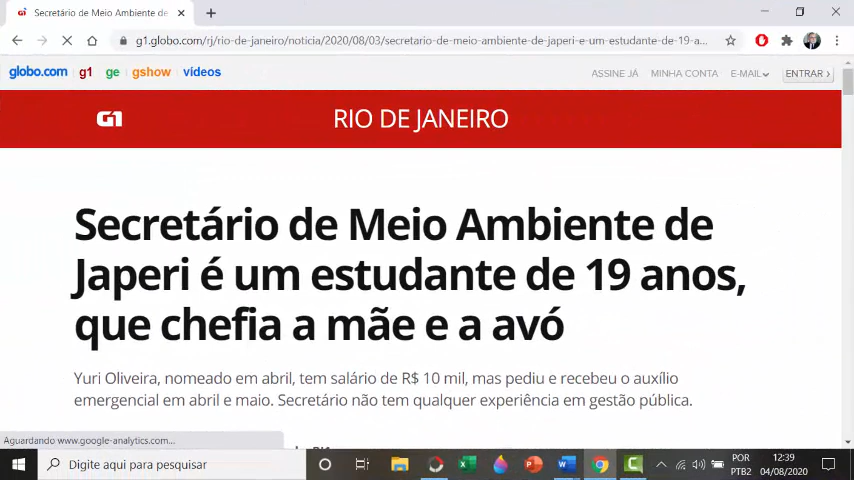 Secretário de Meio Ambiente de
g1.globo.com/rj/rio-de-janeiro/noticia/2020/08/03/secretario-de-meio-ambiente-de-japeri-e-um-estudante-de-19-a...
globo.com g1 ge gshow vídeos ASSINE JÁ MINHA CONTA E-MAIL ENTRAR
G1 RIO DE JANEIRO
Secretário de Meio Ambiente de
Japeri é um estudante de 19 anos,
que chefia a mãe e a avó
Yuri Oliveira, nomeado em abril, tem salário de R$ 10 mil, mas pediu e recebeu o auxílio
emergencial em abril e maio. Secretário não tem qualquer experiência em gestão pública.
Aguardando www.google-analytics.com...
Digite aqui para pesquisar
POR
PTB2
12:39
04/08/2020